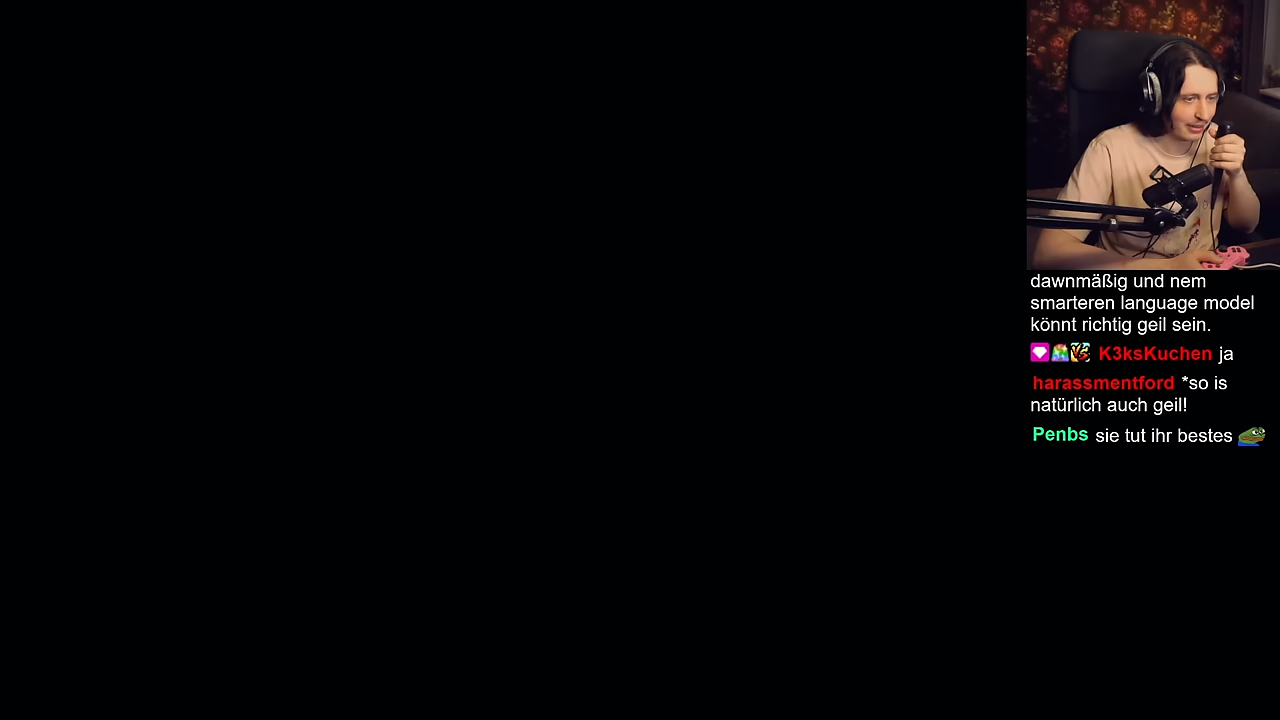 dawnmäßig und nem
smarteren language model
könnt richtig geil sein.
K3ksKuchen ja
harassmentford *so is
natürlich auch geil!
Penbs sie tut ihr bestes